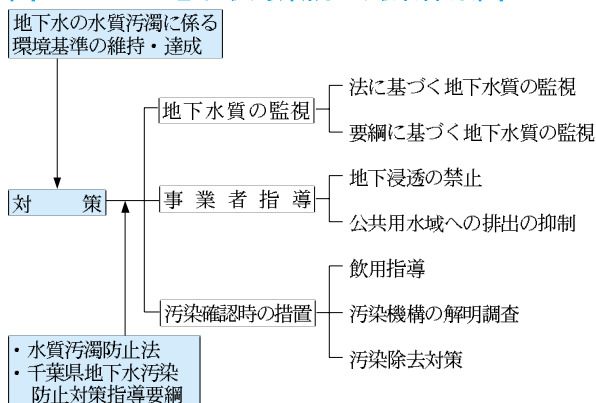 地下水の水質汚濁に係る
環境基準の維持・達成
地下水質の監視
法に基づく地下水質の監視
要綱に基づく地下水質の監視
対　策
事業者指導
地下浸透の禁止
公共用水域への排出の抑制
汚染確認時の措置
飲用指導
汚染機構の解明調査
汚染除去対策
・水質汚濁防止法
・千葉県地下水汚染
防止対策指導要綱